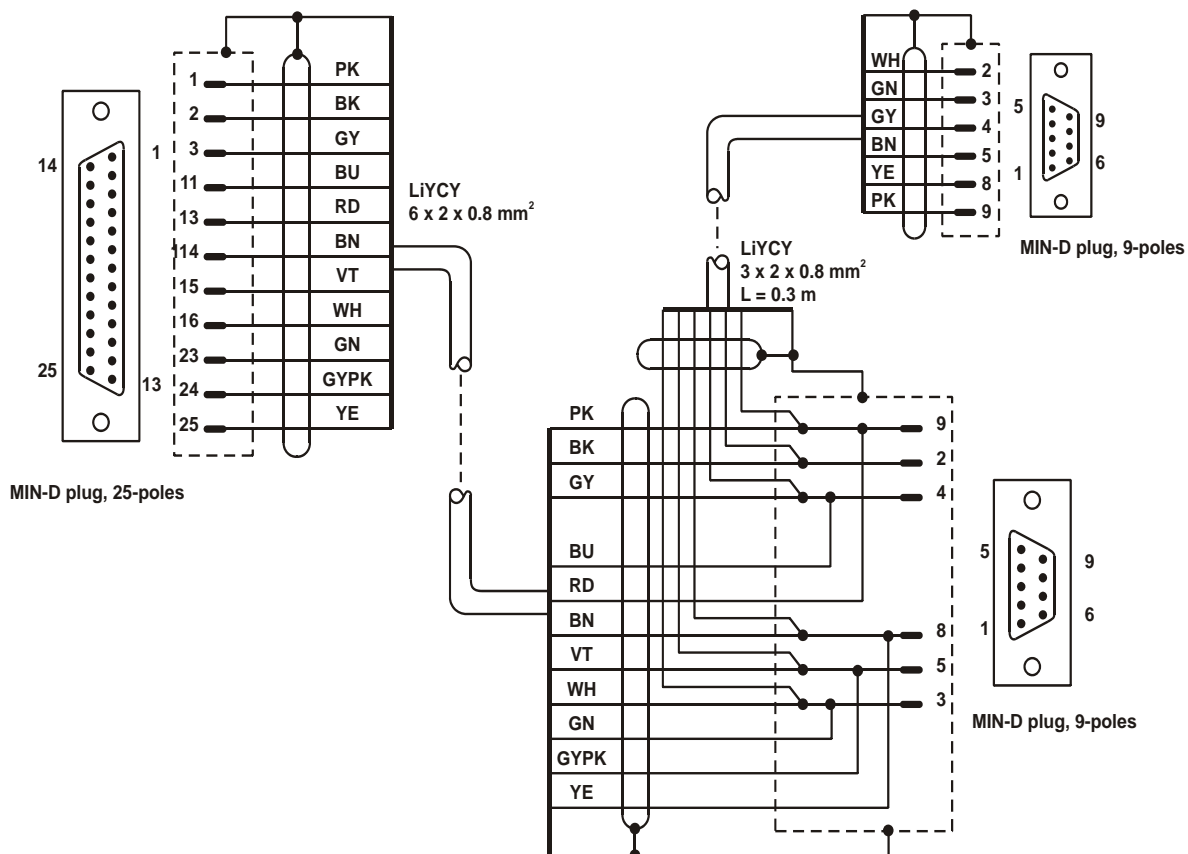 1 PK
2 BK
3 GY
11 BU
13 RD
114 BN
15 VT
16 WH
23 GN
24 GYPK
25 YE
14
1
25
13
MIN-D plug, 25-poles
LiYCY
6 x 2 x 0.8 mm²
WH 2
GN 3
GY 4
BN 5
YE 8
PK 9
5
9
1
6
MIN-D plug, 9-poles
LiYCY
3 x 2 x 0.8 mm²
L = 0.3 m
PK 9
BK 2
GY 4
BU
RD
BN 8
VT 5
WH 3
GN
GYPK
YE
5
9
1
6
MIN-D plug, 9-poles